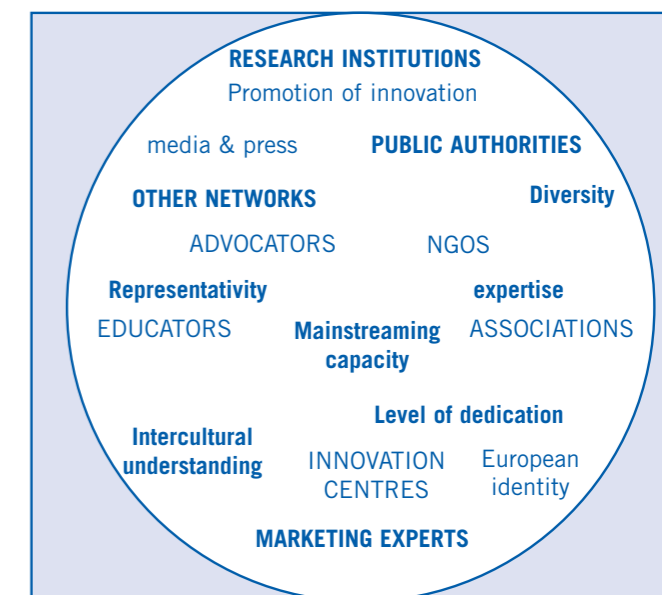 RESEARCH INSTITUTIONS
Promotion of innovation
media & press
PUBLIC AUTHORITIES
OTHER NETWORKS
Diversity
ADVOCATORS
NGOS
Representativity
expertise
EDUCATORS
Mainstreaming
capacity
ASSOCIATIONS
Level of dedication
Intercultural
understanding
INNOVATION
CENTRES
European
identity
MARKETING EXPERTS